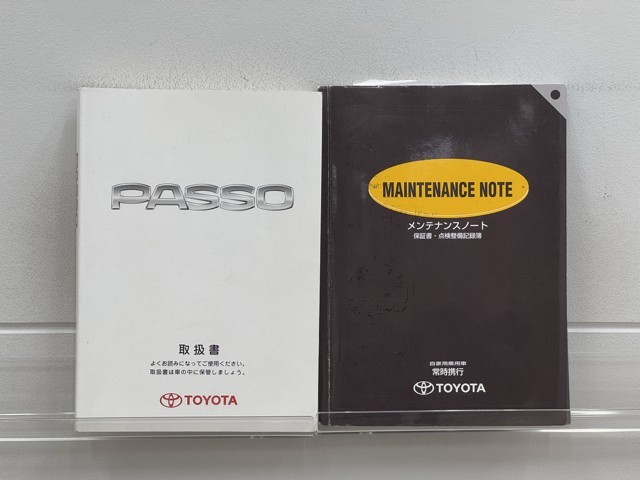 PASSO
取扱書
よくお読みになってご使用ください。
取扱書は車の中に保管しましょう。
TOYOTA
MAINTENANCE NOTE
メンテナンスノート
保証書・点検整備記録簿
自家用乗用車
常時携行
TOYOTA